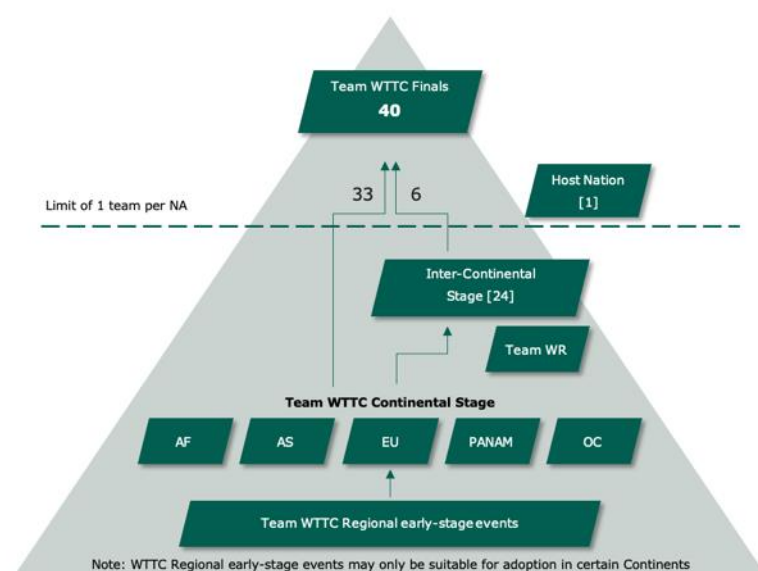 Team WTTC Finals
40
33
6
Host Nation
[1]
Limit of 1 team per NA
Inter-Continental
Stage [24]
Team WR
Team WTTC Continental Stage
AF
AS
EU
PANAM
OC
Team WTTC Regional early-stage events
Note: WTTC Regional early-stage events may only be suitable for adoption in certain Continents